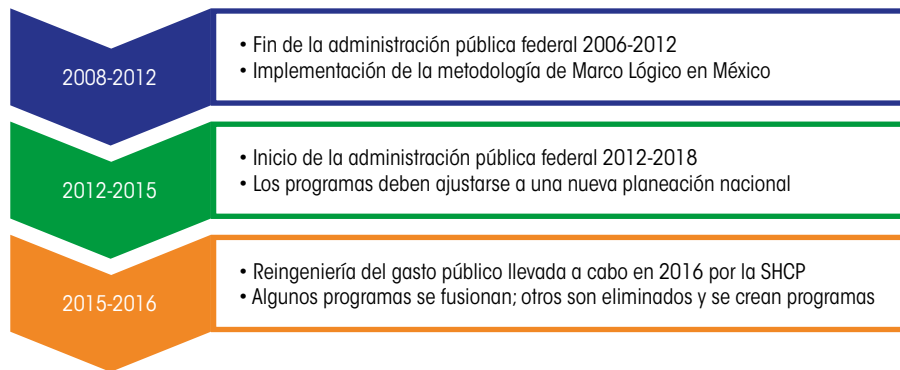 2008-2012
• Fin de la administración pública federal 2006-2012
• Implementación de la metodología de Marco Lógico en México
2012-2015
• Inicio de la administración pública federal 2012-2018
• Los programas deben ajustarse a una nueva planeación nacional
2015-2016
• Reingeniería del gasto público llevada a cabo en 2016 por la SHCP
• Algunos programas se fusionan; otros son eliminados y se crean programas